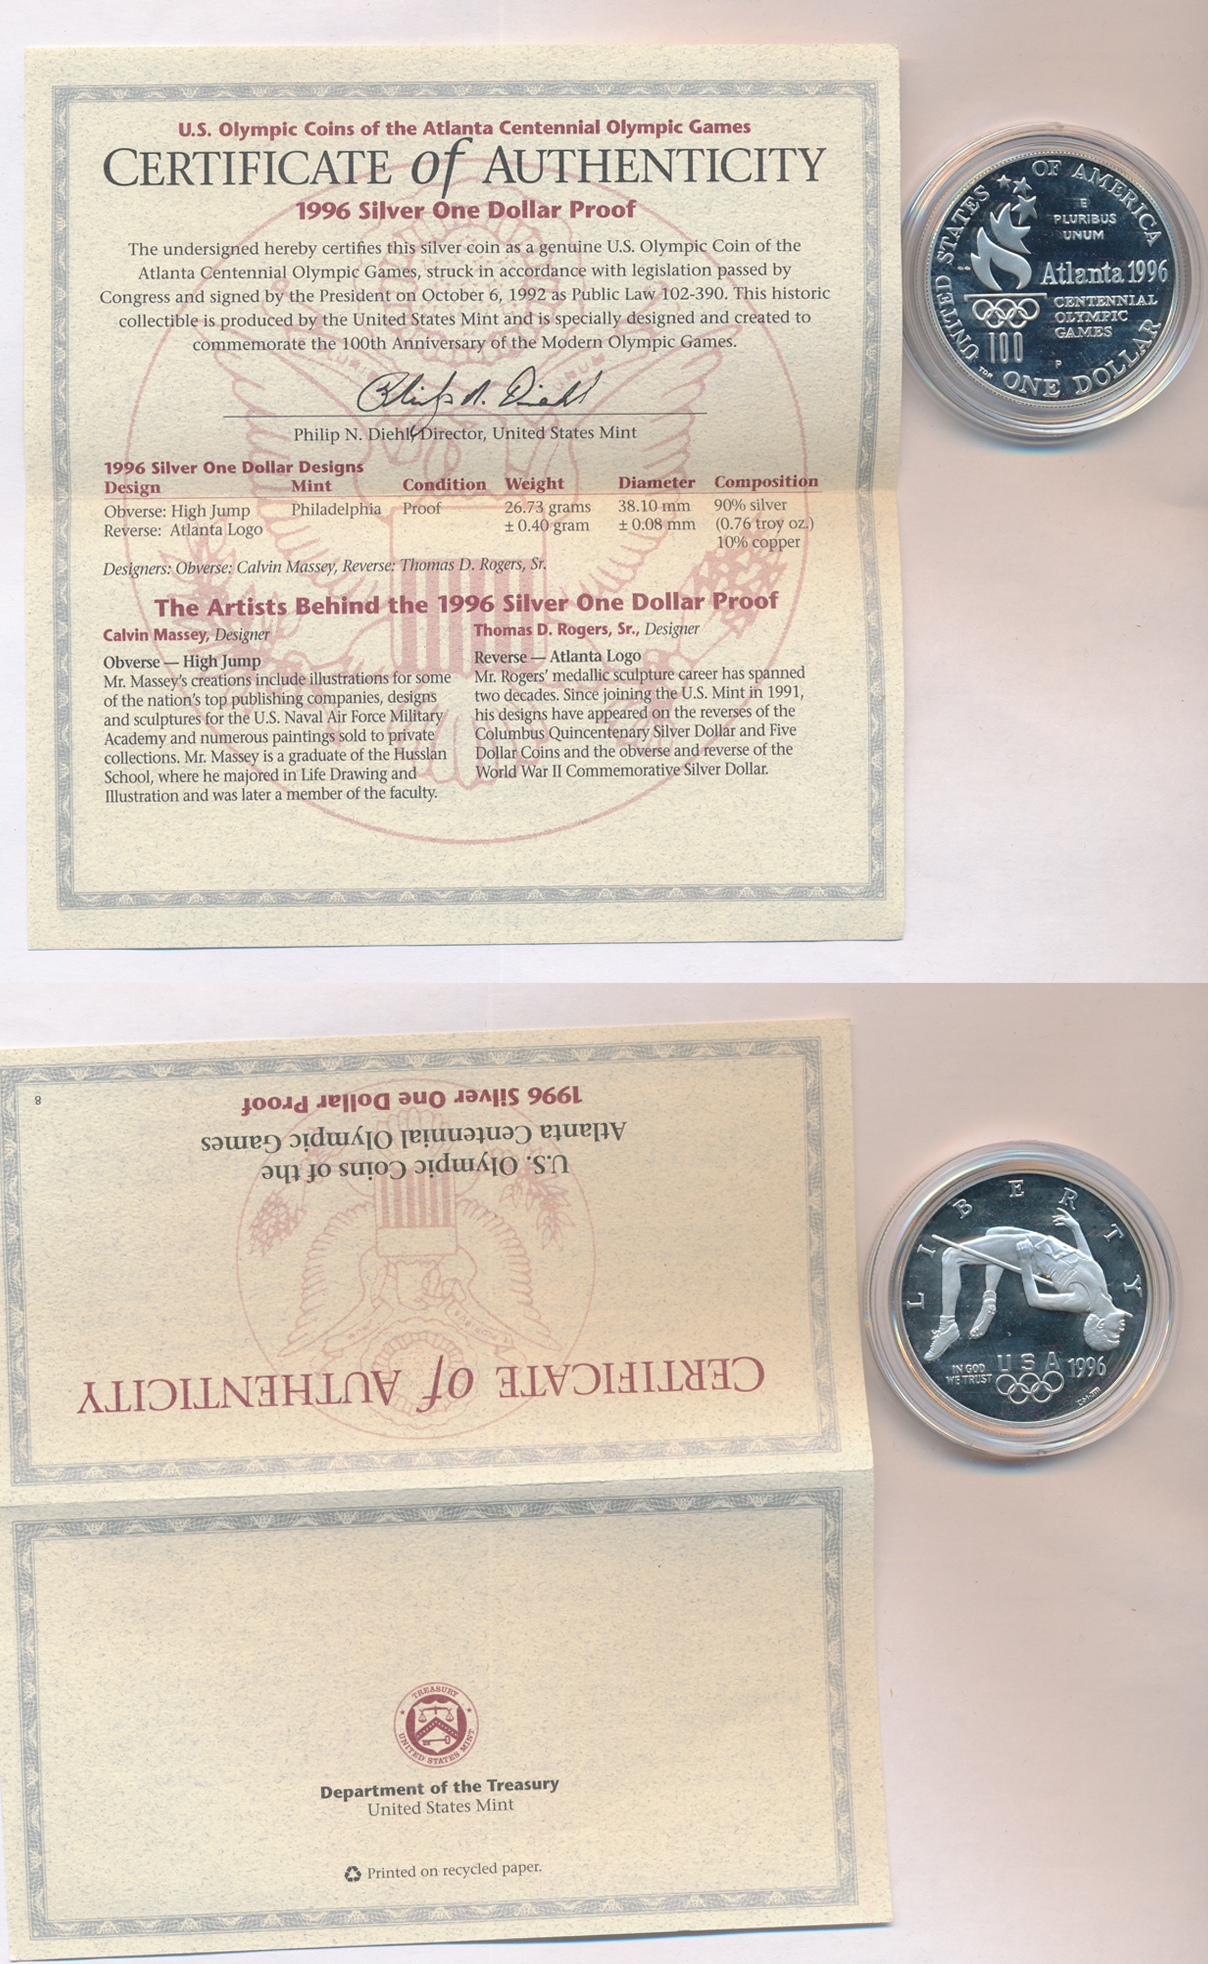 U.S. Olympic Coins of the Atlanta Centennial Olympic Games
CERTIFICATE of AUTHENTICITY
1996 Silver One Dollar Proof
The undersigned hereby certifies this silver coin as a genuine U.S. Olympic Coin of the
Atlanta Centennial Olympic Games, struck in accordance with legislation passed by
Congress and signed by the President on October 6, 1992 as Public Law 102-390. This historic
collectible is produced by the United States Mint and is specially designed and created to
commemorate the 100th Anniversary of the Modern Olympic Games.
Philip N. Diehl
Philip N. Diehl, Director, United States Mint
1996 Silver One Dollar Designs
Design Mint Condition Weight Diameter Composition
Obverse: High Jump Philadelphia Proof 26.73 grams 38.10 mm 90% silver
Reverse: Atlanta Logo ± 0.40 gram ± 0.08 mm (0.76 troy oz.)
10% copper
Designers: Obverse: Calvin Massey, Reverse: Thomas D. Rogers, Sr.
The Artists Behind the 1996 Silver One Dollar Proof
Calvin Massey, Designer
Obverse — High Jump
Mr. Massey's creations include illustrations for some
of the nation's top publishing companies, designs
and sculptures for the U.S. Naval Air Force Military
Academy and numerous paintings sold to private
collections. Mr. Massey is a graduate of the Husslan
School, where he majored in Life Drawing and
Illustration and was later a member of the faculty.
Thomas D. Rogers, Sr., Designer
Reverse — Atlanta Logo
Mr. Rogers' medallic sculpture career has spanned
two decades. Since joining the U.S. Mint in 1991,
his designs have appeared on the reverses of the
Columbus Quincentenary Silver Dollar and Five
Dollar Coins and the obverse and reverse of the
World War II Commemorative Silver Dollar.
UNITED STATES OF AMERICA
E
PLURIBUS
UNUM
Atlanta 1996
CENTENNIAL
OLYMPIC
GAMES
100
P
TDR
ONE DOLLAR
8
CERTIFICATE of AUTHENTICITY
U.S. Olympic Coins of the
Atlanta Centennial Olympic Games
1996 Silver One Dollar Proof
LIBERTY
IN GOD
WE TRUST
USA
1996
TREASURY
UNITED STATES MINT
Department of the Treasury
United States Mint
Printed on recycled paper.